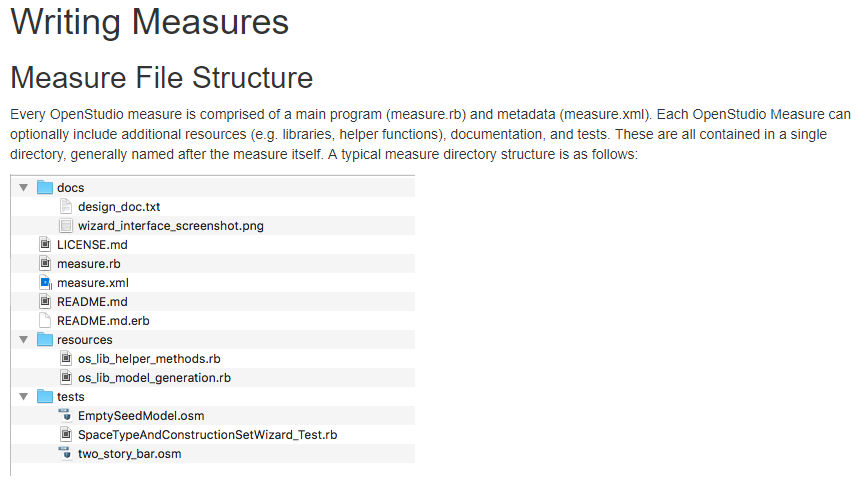 Writing Measures
Measure File Structure
Every OpenStudio measure is comprised of a main program (measure.rb) and metadata (measure.xml). Each OpenStudio Measure can
optionally include additional resources (e.g. libraries, helper functions), documentation, and tests. These are all contained in a single
directory, generally named after the measure itself. A typical measure directory structure is as follows:
docs
design_doc.txt
wizard_interface_screenshot.png
LICENSE.md
measure.rb
measure.xml
README.md
README.md.erb
resources
os_lib_helper_methods.rb
os_lib_model_generation.rb
tests
EmptySeedModel.osm
SpaceTypeAndConstructionSetWizard_Test.rb
two_story_bar.osm